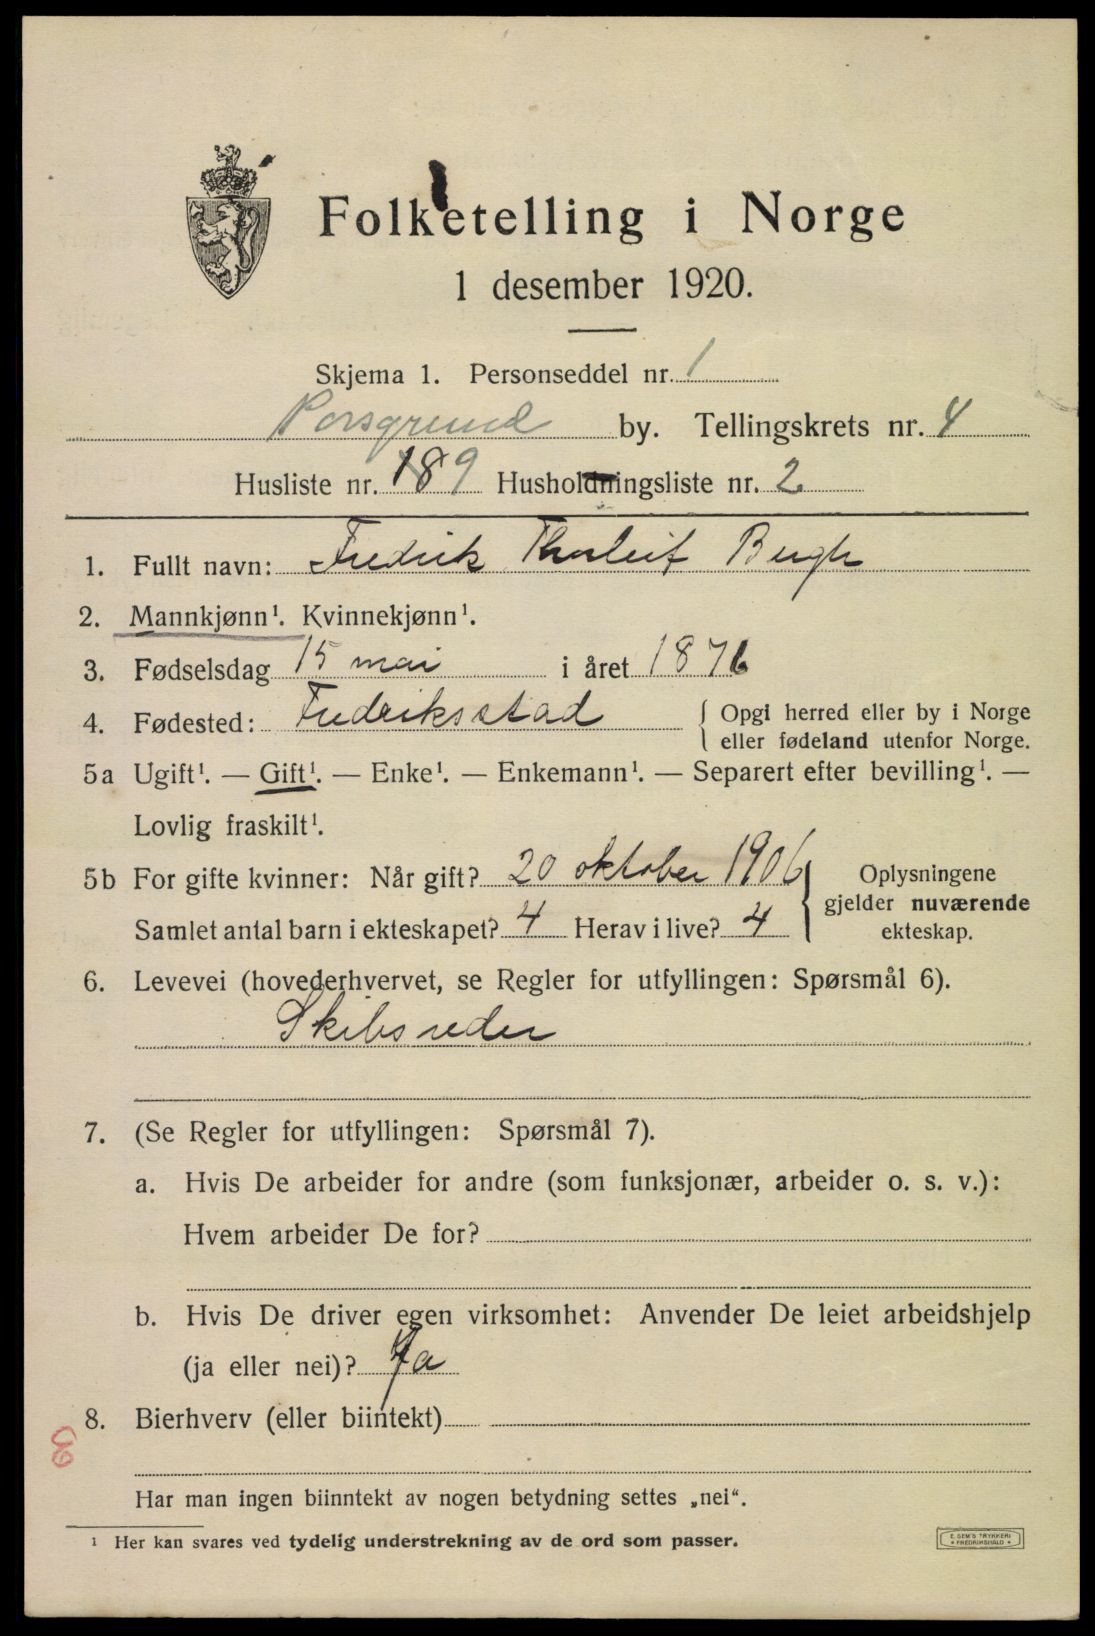 Folketelling i Norge
1 desember 1920.
Skjema 1. Personseddel nr. 1
Porsgrund by. Tellingskrets nr. 4
Husliste nr. 189 Husholdningsliste nr. 2
1. Fullt navn: Fredrik Thorleif Bergh
2. Mannkjønn¹. Kvinnekjønn¹.
3. Fødselsdag 15 mai i året 1876
4. Fødested: Fredriksstad { Opgi herred eller by i Norge
eller fødeland utenfor Norge.
5a Ugift¹. — Gift¹. — Enke¹. — Enkemann¹. — Separert efter bevilling¹. —
Lovlig fraskilt¹.
5b For gifte kvinner: Når gift? 20 oktober 1906
Samlet antal barn i ekteskapet? 4 Herav i live? 4
} Oplysningene
gjelder nuværende
ekteskap.
6. Levevei (hovederhvervet, se Regler for utfyllingen: Spørsmål 6).
Skibsreder
7. (Se Regler for utfyllingen: Spørsmål 7).
a. Hvis De arbeider for andre (som funksjonær, arbeider o. s. v.):
Hvem arbeider De for?
b. Hvis De driver egen virksomhet: Anvender De leiet arbeidshjelp
(ja eller nei)? Ja
8. Bierhverv (eller biintekt)
Har man ingen biinntekt av nogen betydning settes „nei“.
¹ Her kan svares ved tydelig understrekning av de ord som passer.
E. SEM'S TRYKKERI
* FREDRIKSHALD *